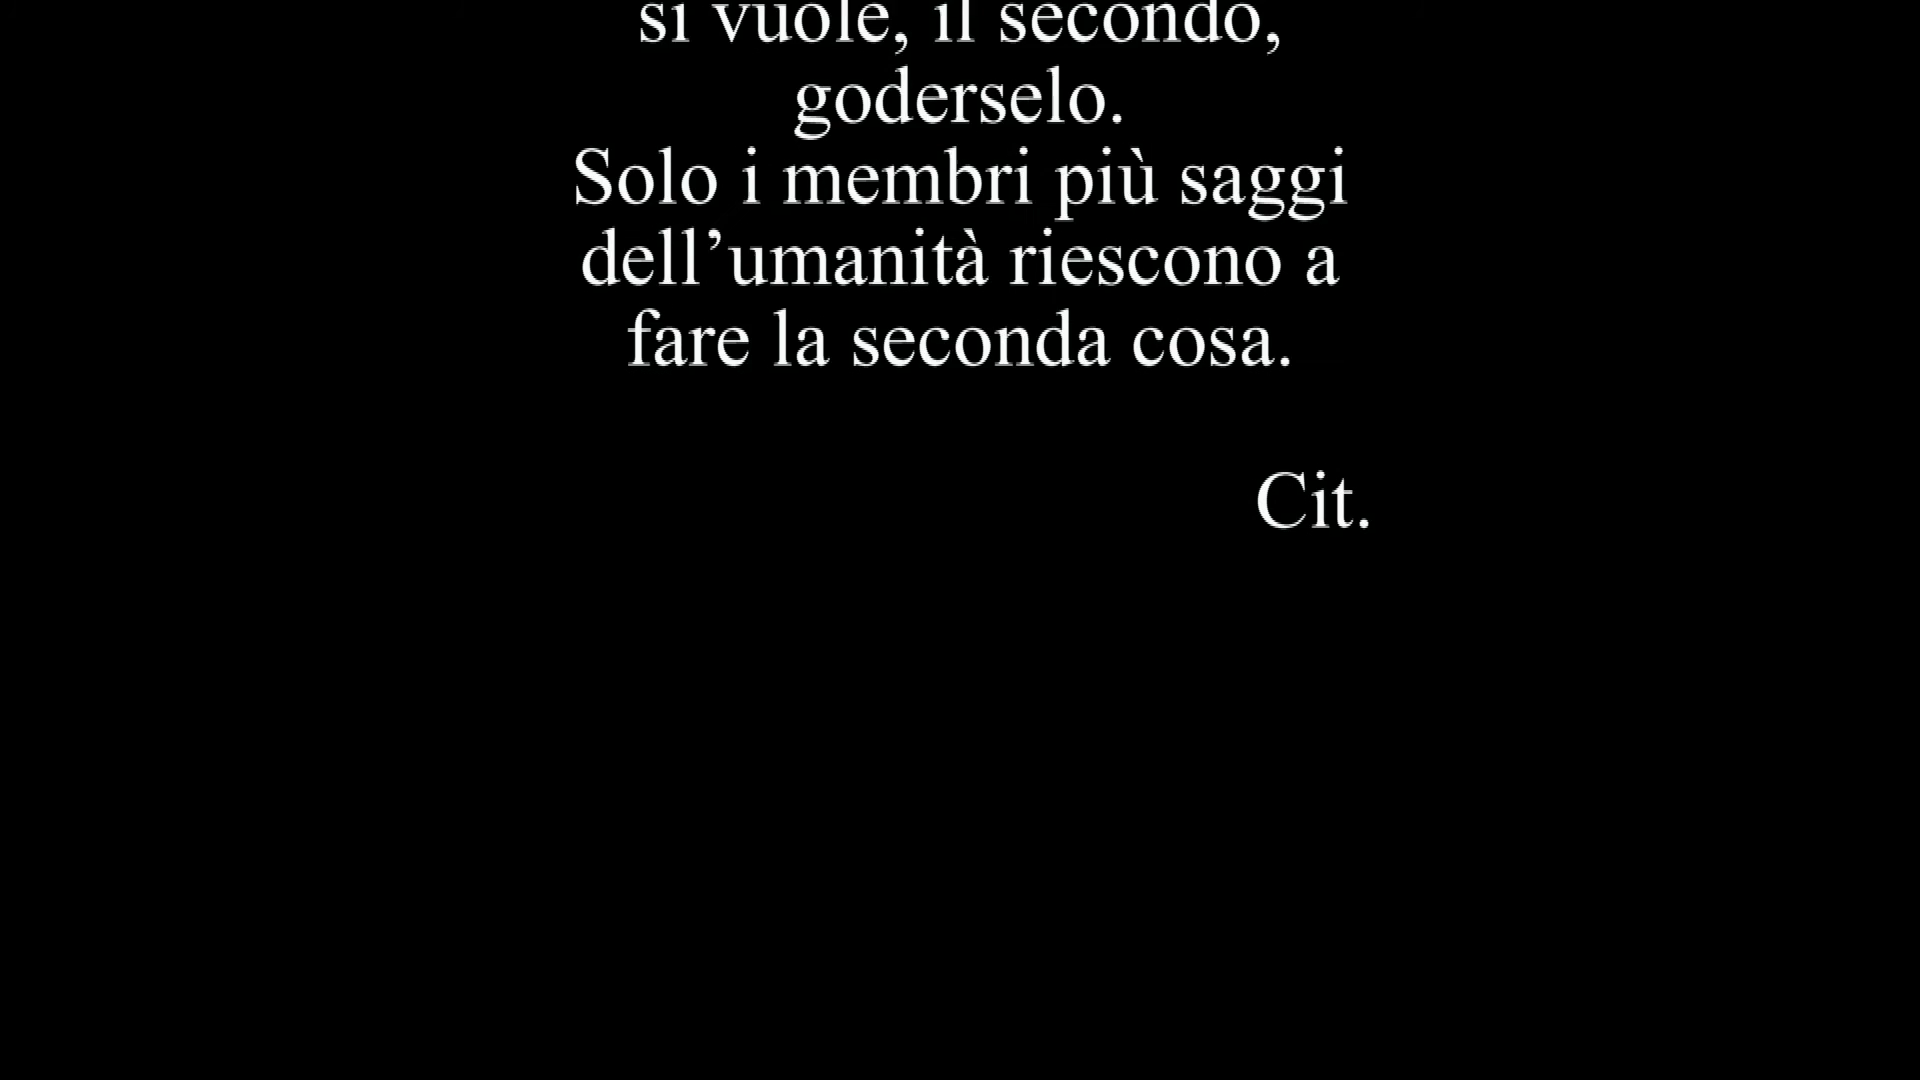 si vuole, il secondo,
goderselo.
Solo i membri più saggi
dell’umanità riescono a
fare la seconda cosa.
Cit.